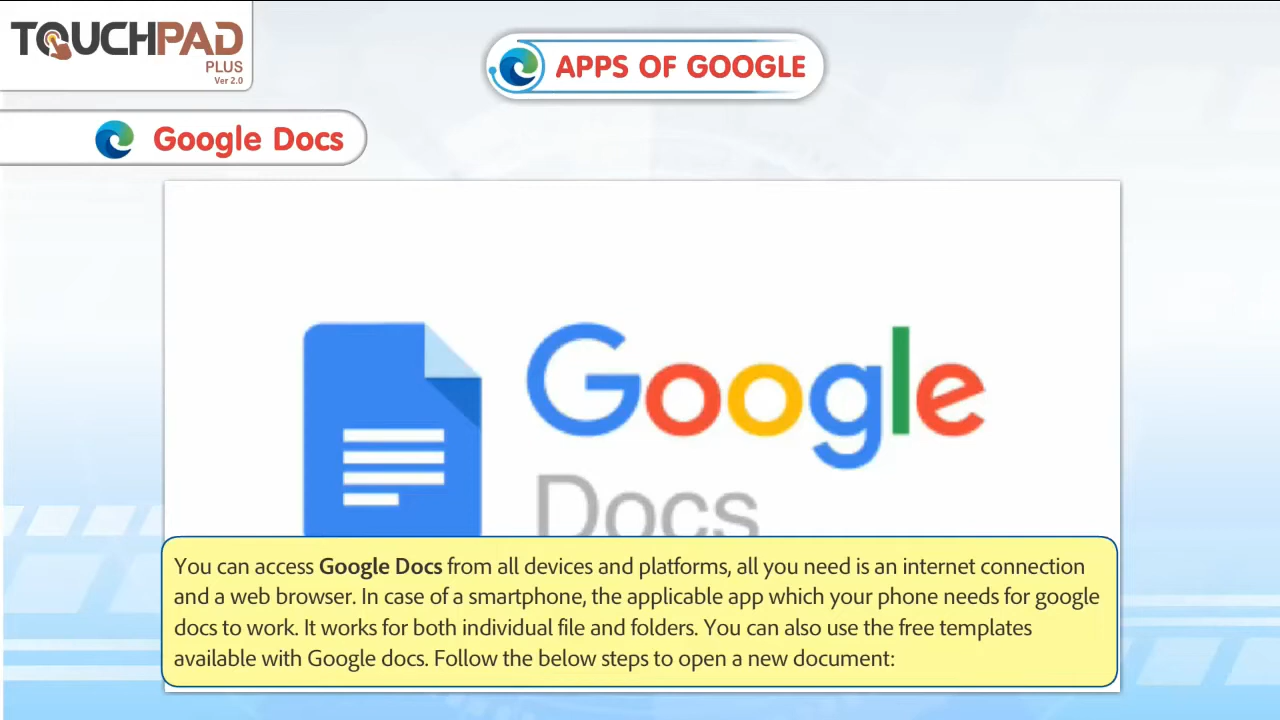 TOUCHPAD
PLUS
Ver 2.0
APPS OF GOOGLE
Google Docs
Google
Docs
You can access Google Docs from all devices and platforms, all you need is an internet connection
and a web browser. In case of a smartphone, the applicable app which your phone needs for google
docs to work. It works for both individual file and folders. You can also use the free templates
available with Google docs. Follow the below steps to open a new document: